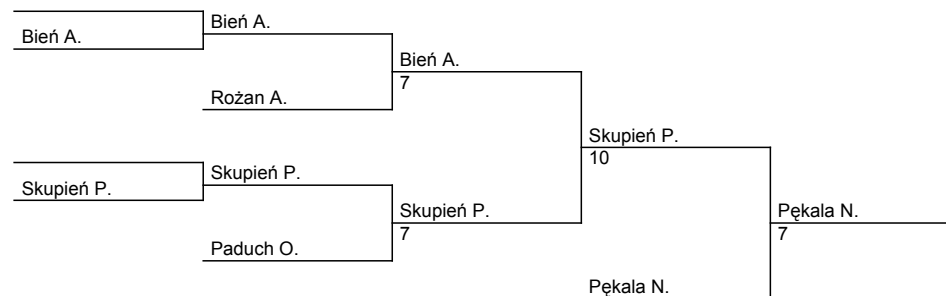 Bień A.
Bień A.
Bień A.
7
Rożan A.
Skupień P.
10
Skupień P.
Skupień P.
Skupień P.
7
Pękala N.
7
Paduch O.
Pękala N.